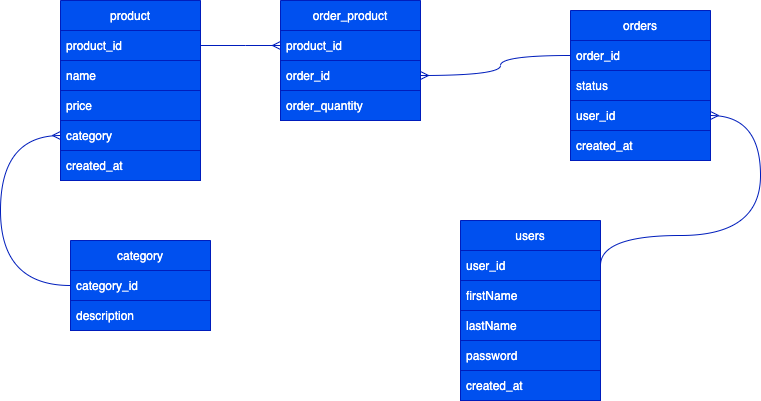 product
product_id
name
price
category
created_at
order_product
product_id
order_id
order_quantity
orders
order_id
status
user_id
created_at
category
category_id
description
users
user_id
firstName
lastName
password
created_at